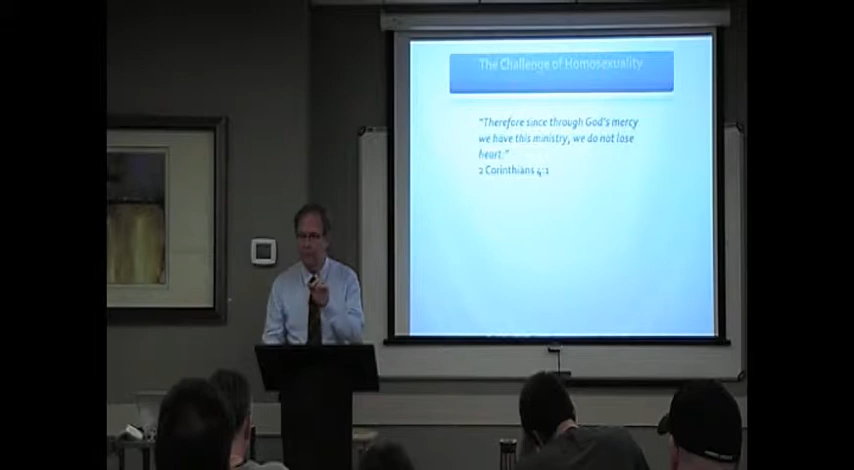 The Challenge of Homosexuality
"Therefore since through God's mercy
we have this ministry, we do not lose
heart."
2 Corinthians 4:1